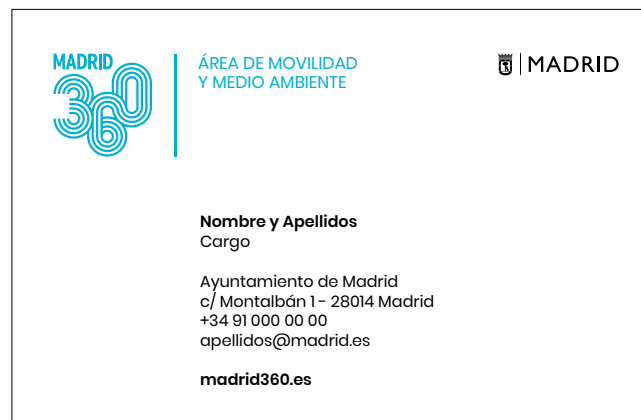 MADRID
360
ÁREA DE MOVILIDAD
Y MEDIO AMBIENTE
MADRID
Nombre y Apellidos
Cargo
Ayuntamiento de Madrid
c/ Montalbán 1 - 28014 Madrid
+34 91 000 00 00
apellidos@madrid.es
madrid360.es